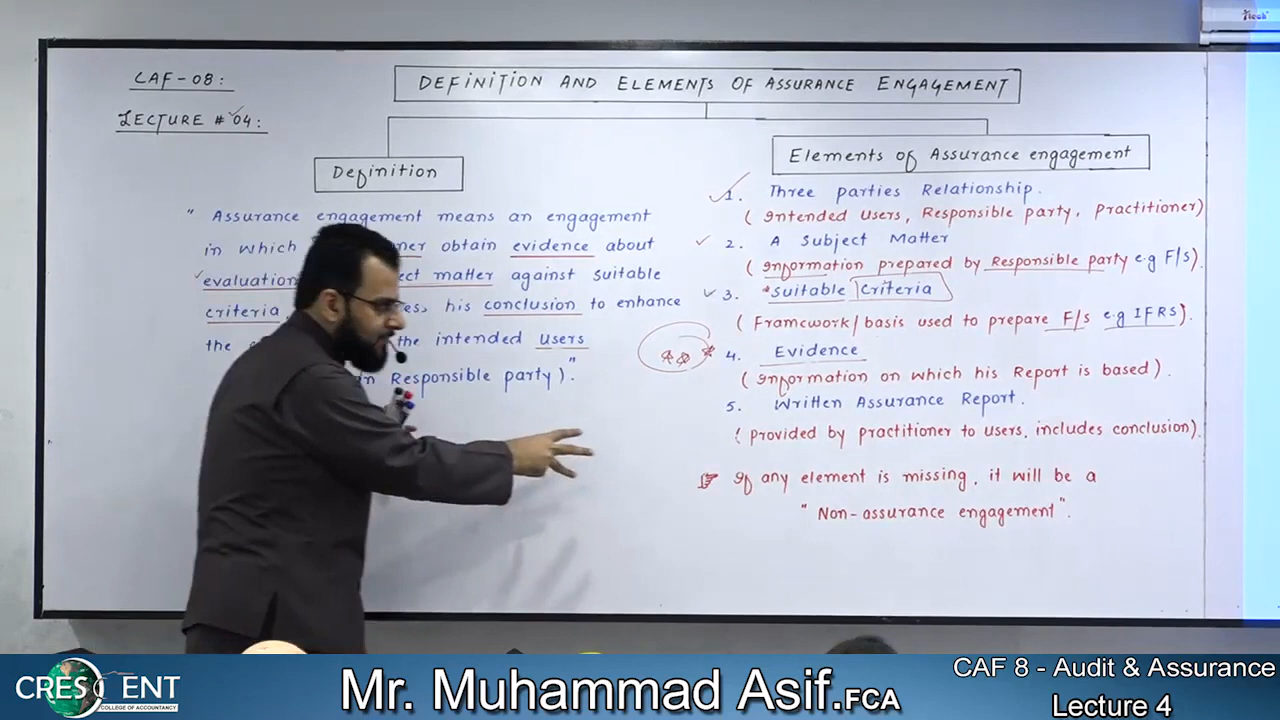 CAF-08:
LECTURE # 04:
DEFINITION AND ELEMENTS OF ASSURANCE ENGAGEMENT
Definition
" Assurance engagement means an engagement
in which obtain evidence about
evaluation matter against suitable
criteria his conclusion to enhance
the the intended users
Responsible party)."
Elements of Assurance engagement
1. Three parties Relationship.
( Intended Users, Responsible party, Practitioner)
2. A Subject Matter
( Information prepared by Responsible party e.g F/S).
3. *Suitable Criteria
( Framework/basis used to prepare F/s e.g IFRS).
4. Evidence
( Information on which his Report is based).
5. Written Assurance Report.
( provided by practitioner to users, includes conclusion).
If any element is missing, it will be a
" Non-assurance engagement".
CRESCENT
COLLEGE OF ACCOUNTANCY
Mr. Muhammad Asif.FCA
CAF 8 - Audit & Assurance
Lecture 4